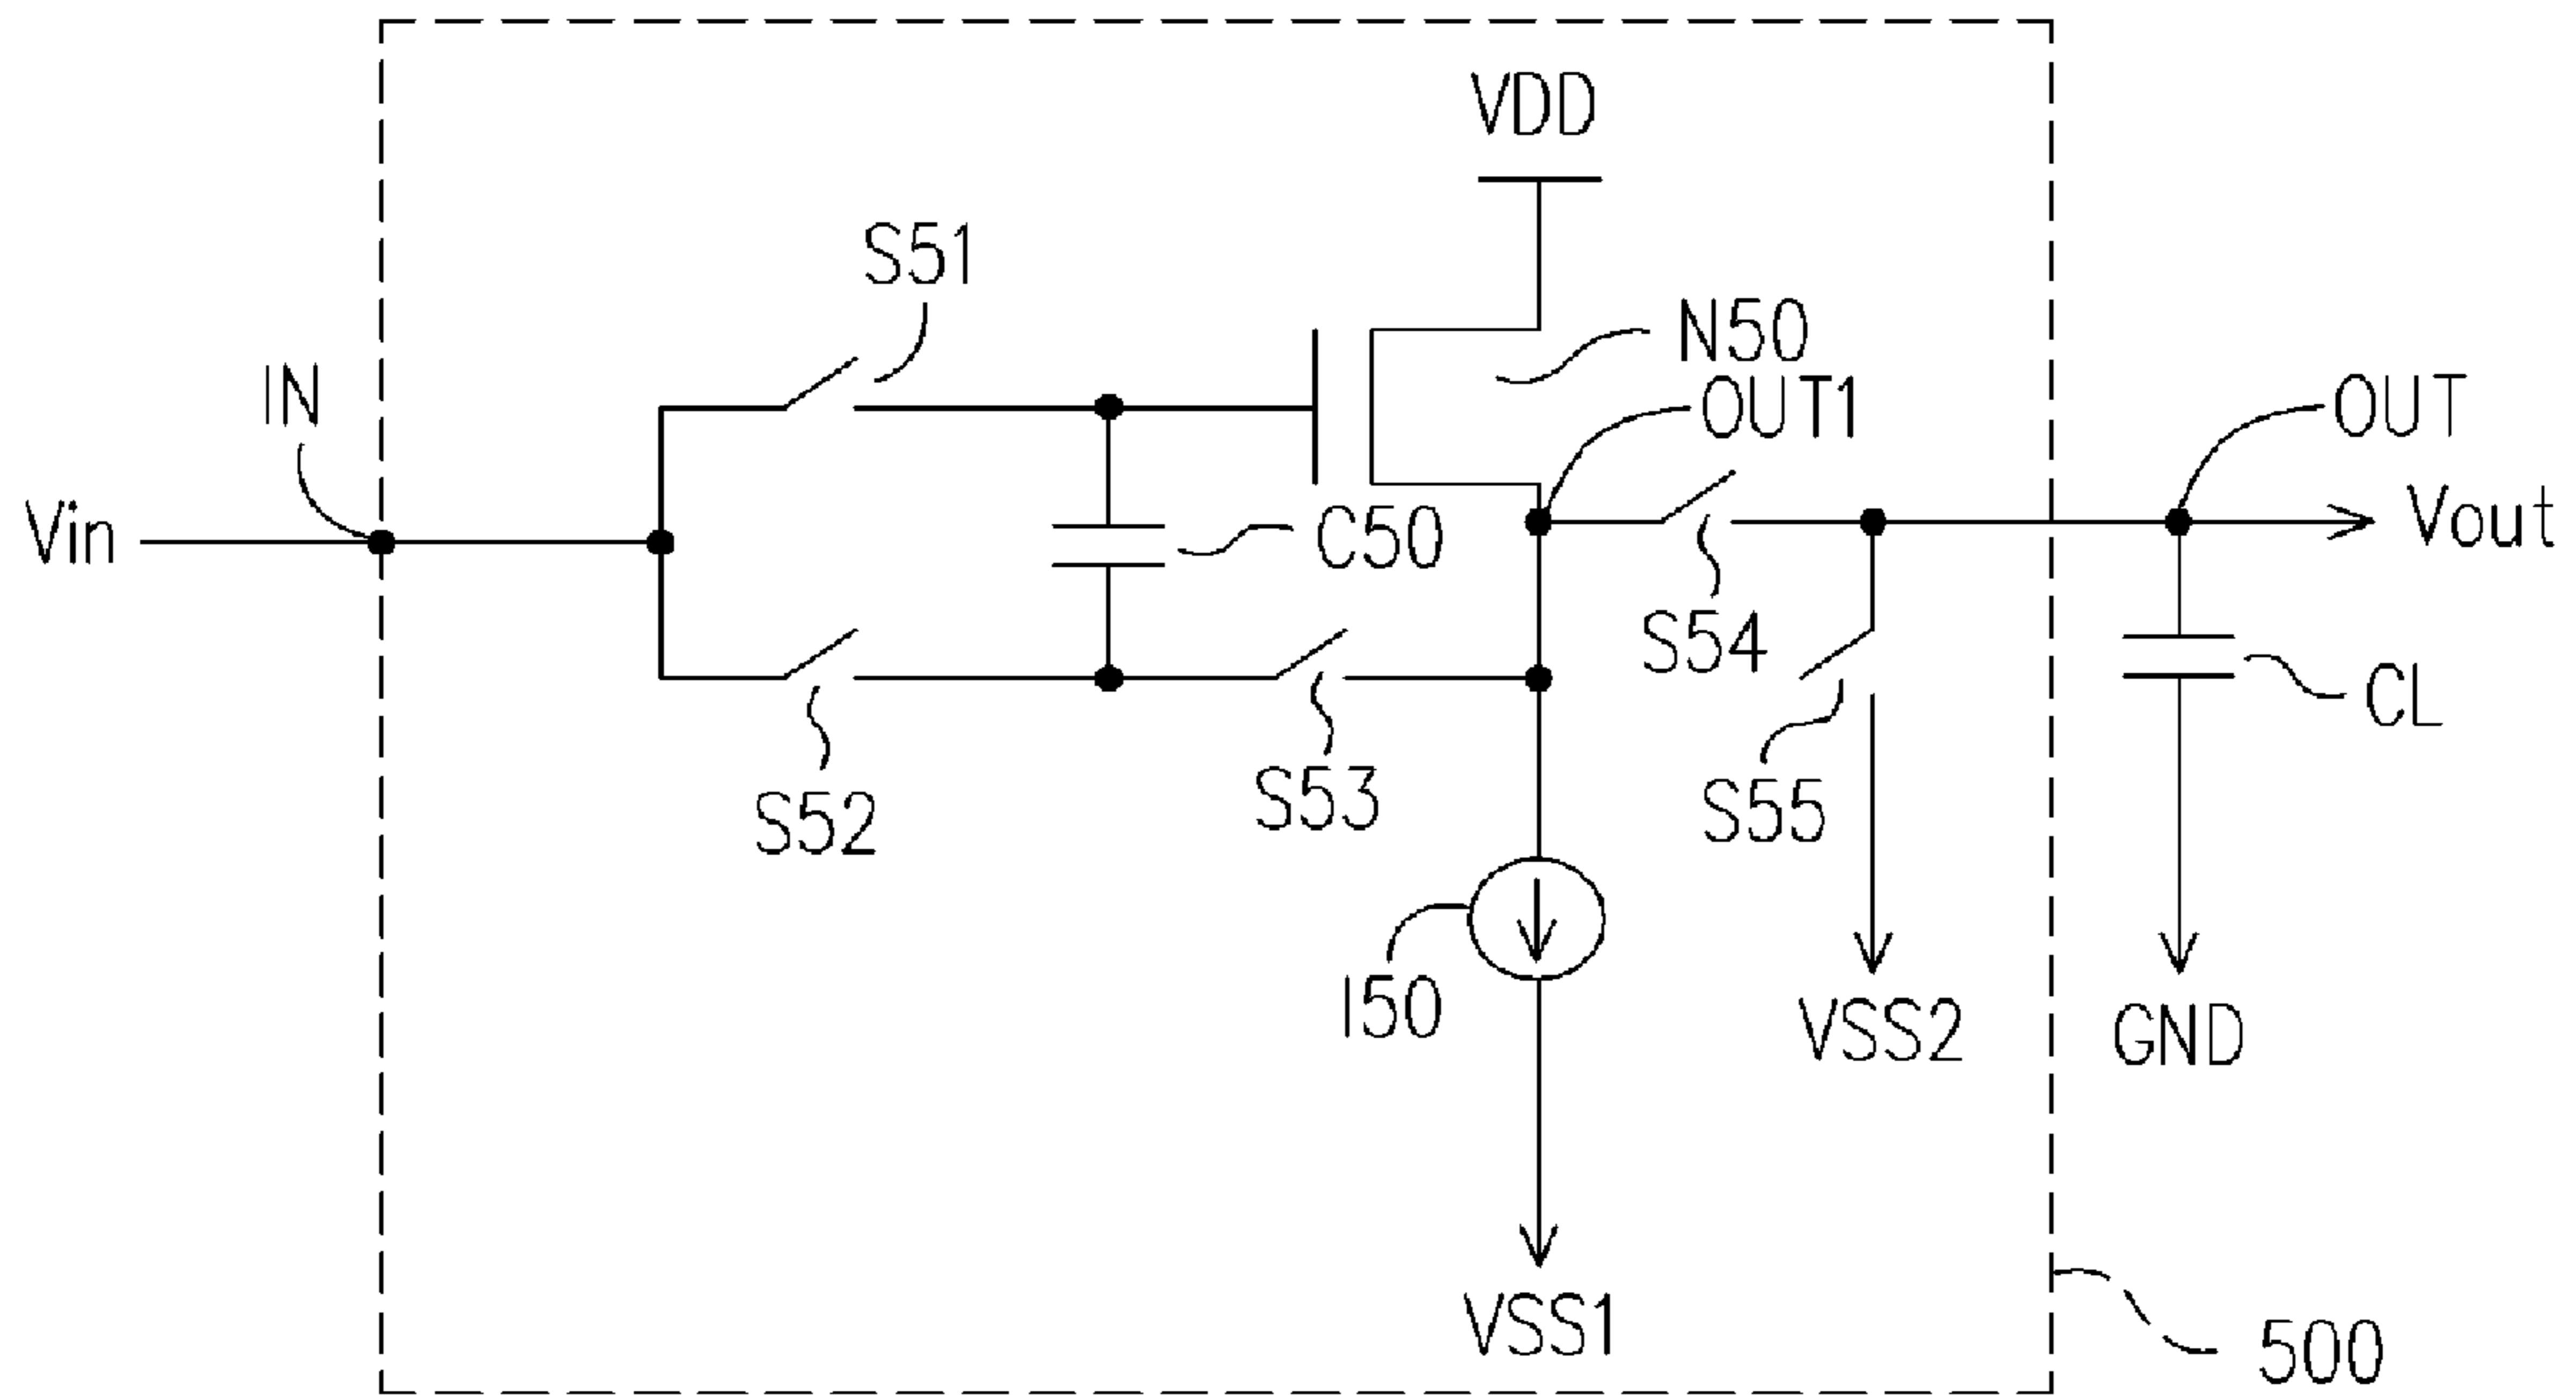 VDD
S51
N50
IN
OUT1
OUT
Vin
C50
Vout
S54
CL
S52
S53
S55
I50
VSS2
GND
VSS1
500